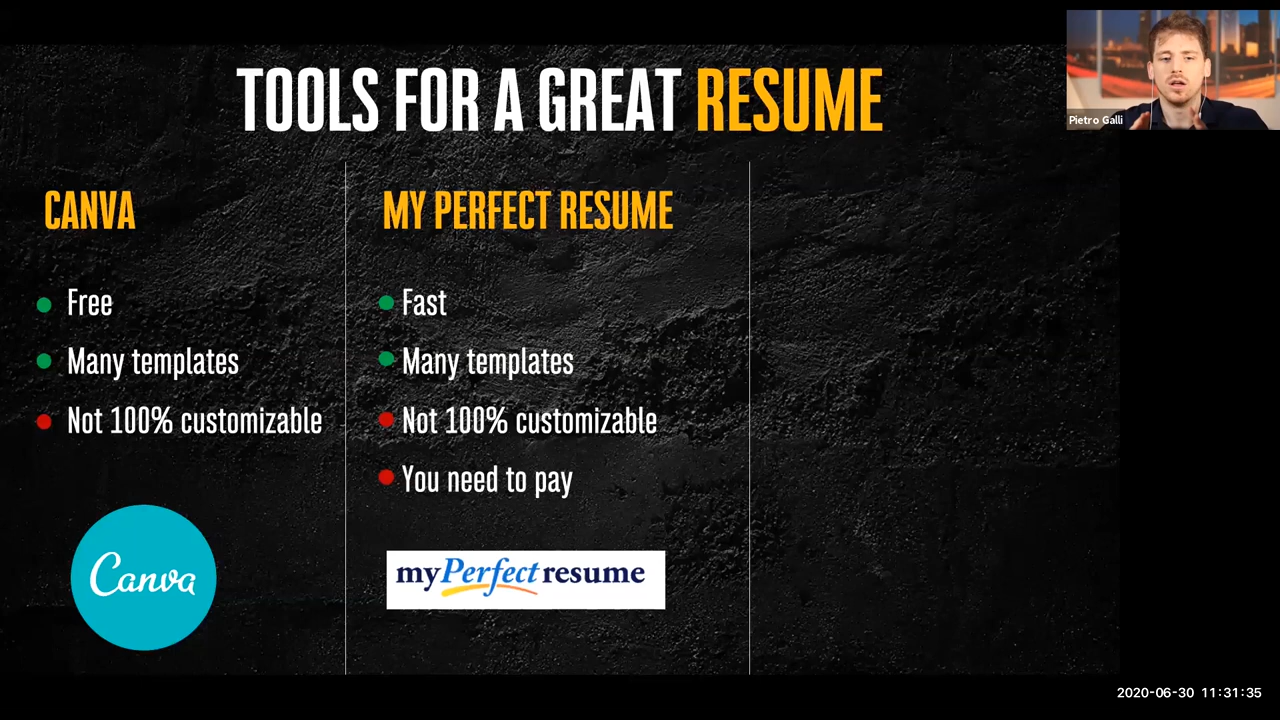 TOOLS FOR A GREAT RESUME
Pietro Galli
CANVA
Free
Many templates
Not 100% customizable
Canva
MY PERFECT RESUME
Fast
Many templates
Not 100% customizable
You need to pay
myPerfectresume
2020-06-30 11:31:35